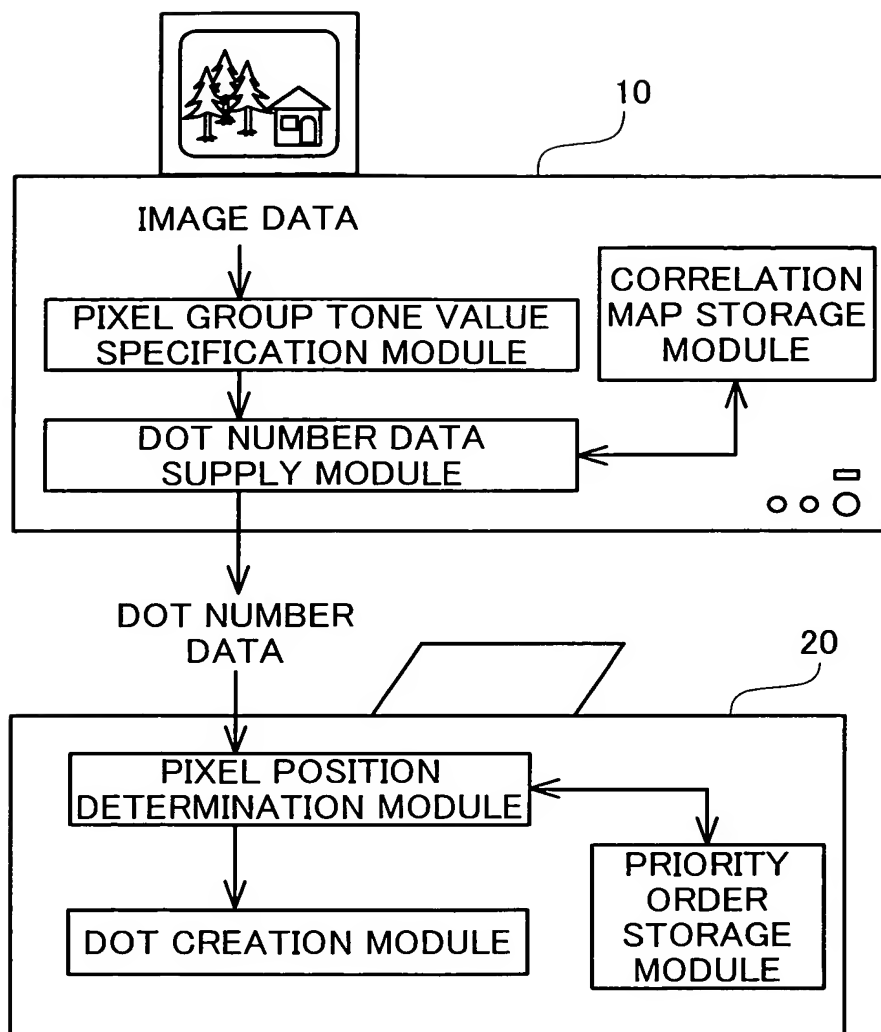 10
IMAGE DATA
PIXEL GROUP TONE VALUE
SPECIFICATION MODULE
CORRELATION
MAP STORAGE
MODULE
DOT NUMBER DATA
SUPPLY MODULE
DOT NUMBER
DATA
20
PIXEL POSITION
DETERMINATION MODULE
PRIORITY
ORDER
STORAGE
MODULE
DOT CREATION MODULE